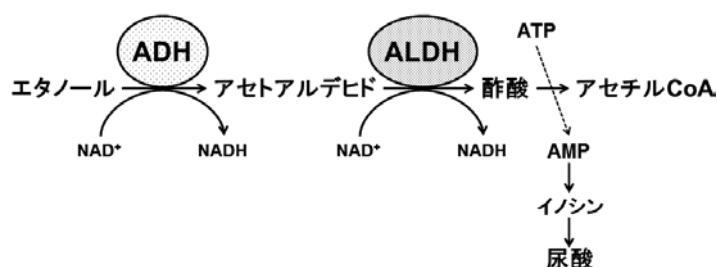 ADH
ALDH
ATP
エタノール
アセトアルデヒド
酢酸
アセチルCoA
NAD⁺
NADH
NAD⁺
NADH
AMP
イノシン
尿酸